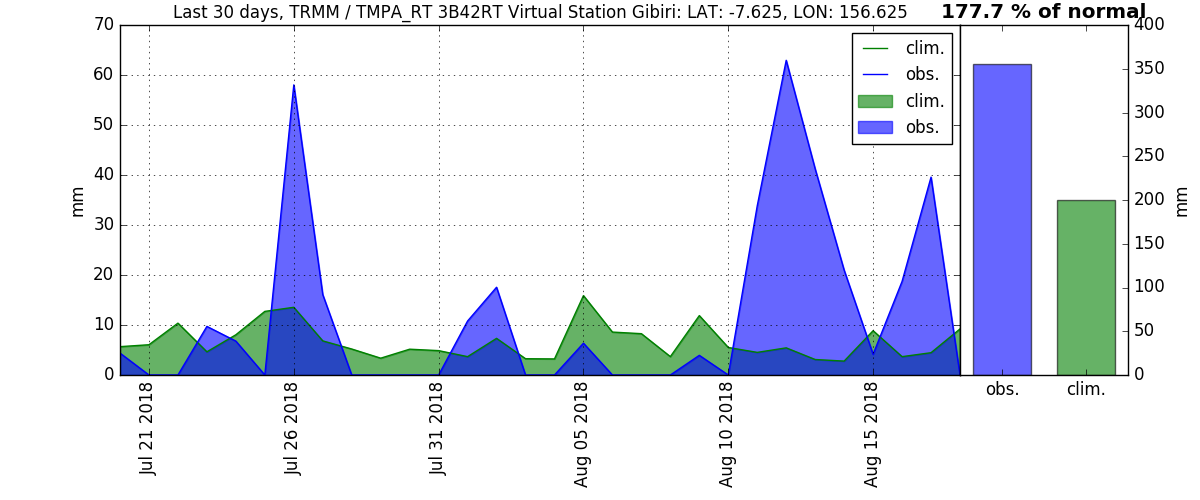 Last 30 days, TRMM / TMPA_RT 3B42RT Virtual Station Gibiri: LAT: -7.625, LON: 156.625
177.7 % of normal
70
60
50
40
30
20
10
0
mm
clim.
obs.
clim.
obs.
400
350
300
250
200
150
100
50
0
mm
Jul 21 2018
Jul 26 2018
Jul 31 2018
Aug 05 2018
Aug 10 2018
Aug 15 2018
obs.
clim.